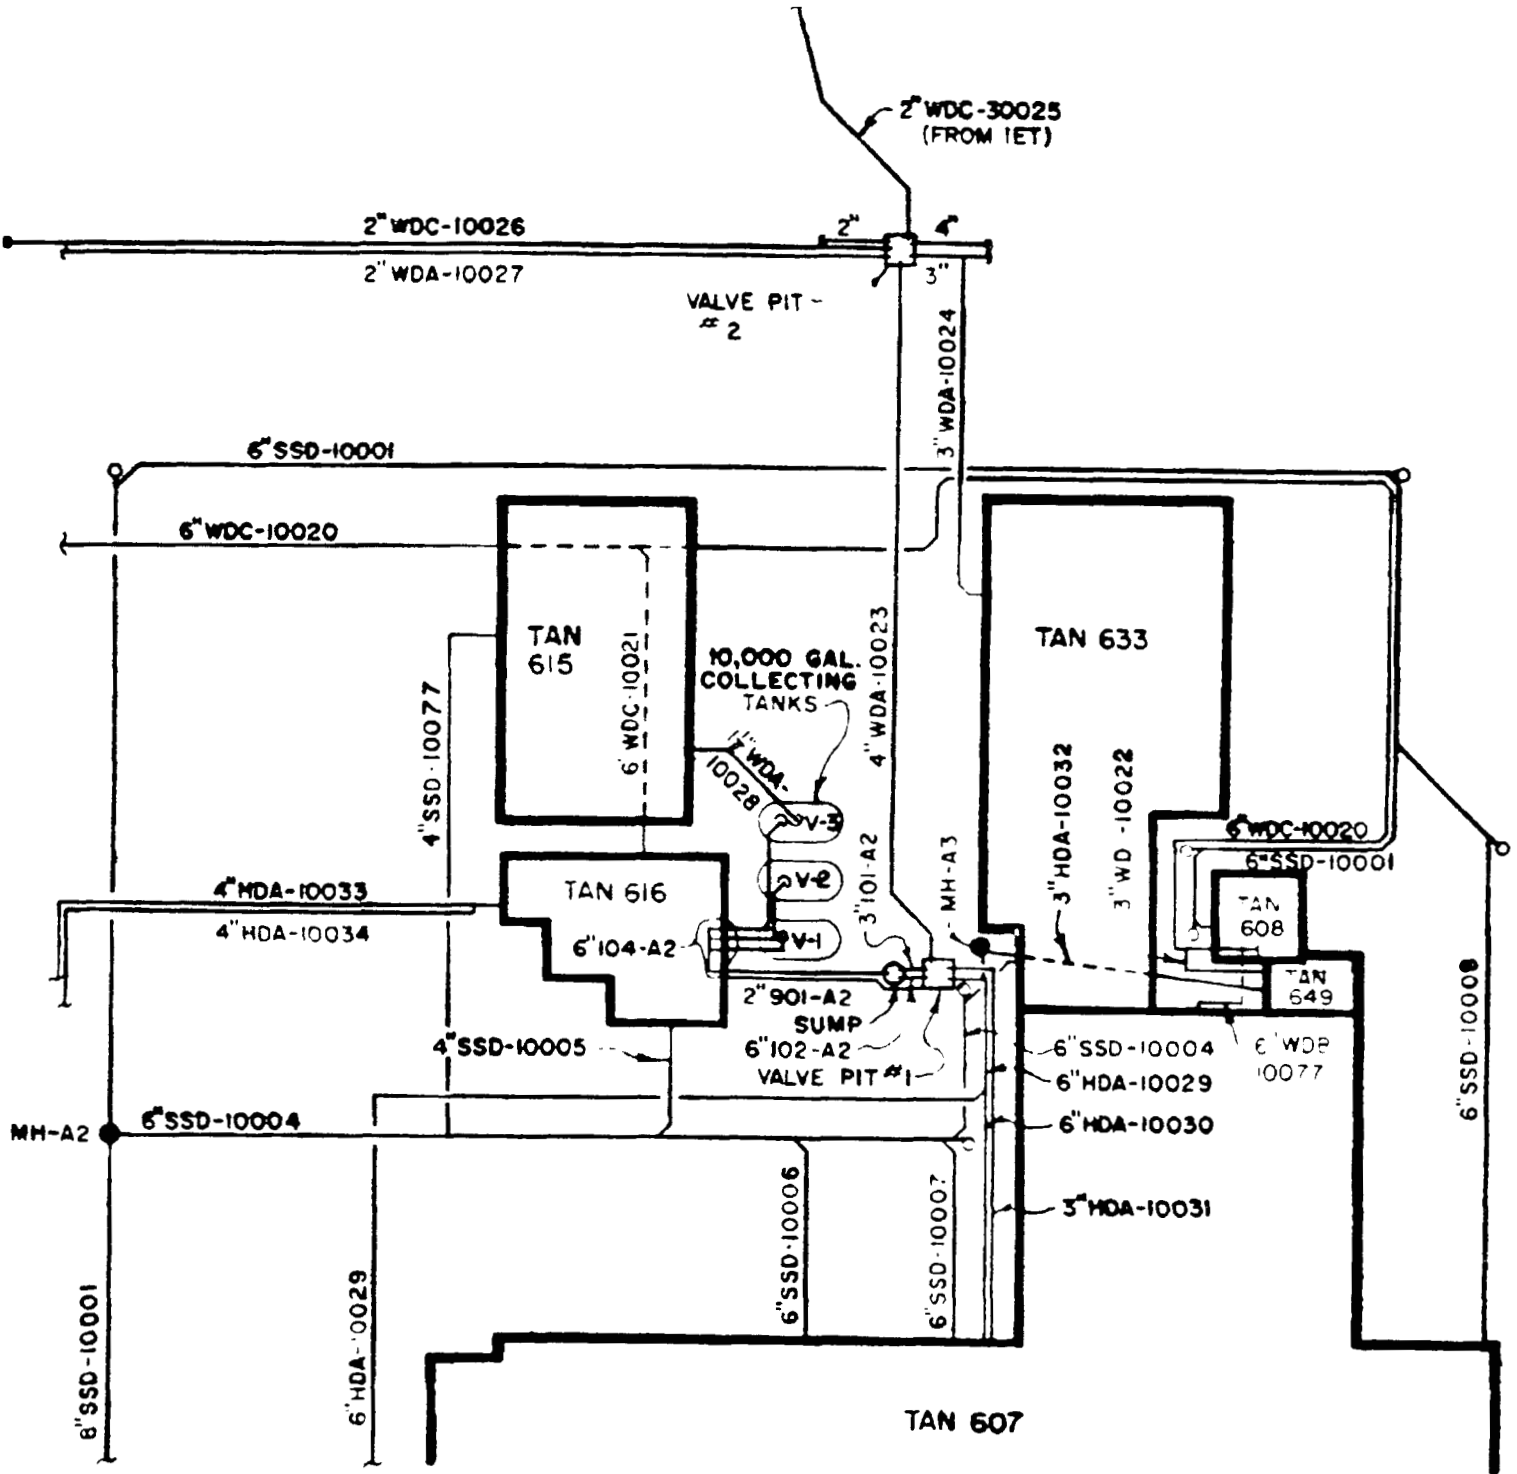 2" WDC-30025
(FROM IET)
2" WDC-10026
2"
4"
2" WDA-10027
3"
VALVE PIT
# 2
3" WDA-10024
6" SSD-10001
6" WDC-10020
TAN
615
6" WDC-10021
10,000 GAL.
COLLECTING
TANKS
4" WDA-10023
TAN 633
4" SSD-10077
WDA-
10028
V-3
3" HDA-10032
3" WD -10022
6" WDC-10020
6" SSD-10001
4" HDA-10033
4" HDA-10034
TAN 616
V-2
3" 101-A2
MH-A3
TAN
608
6" 104-A2
V-1
2" 901-A2
TAN
649
SUMP
4" SSD-10005
6" 102-A2
VALVE PIT #1
6" SSD-10004
6" WDB
10077
6" HDA-10029
6" SSD-10008
MH-A2
6" SSD-10004
6" HDA-10030
6" SSD-10006
6" SSD-10007
3" HDA-10031
8" SSD-10001
6" HDA-10029
TAN 607